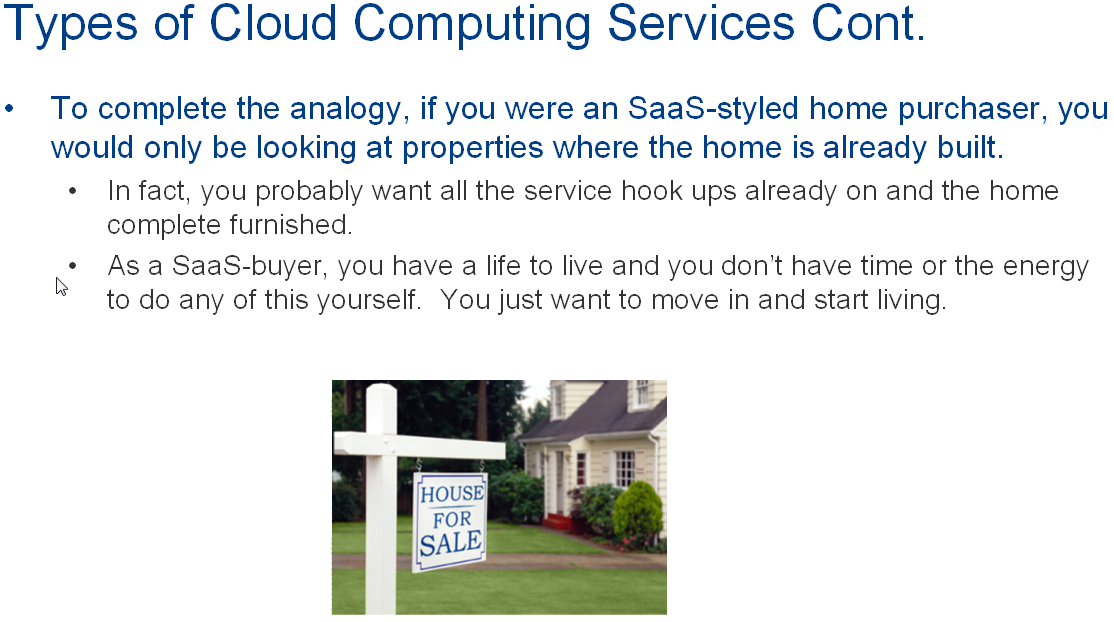 Types of Cloud Computing Services Cont.
• To complete the analogy, if you were an SaaS-styled home purchaser, you
would only be looking at properties where the home is already built.
• In fact, you probably want all the service hook ups already on and the home
complete furnished.
• As a SaaS-buyer, you have a life to live and you don’t have time or the energy
to do any of this yourself.  You just want to move in and start living.
HOUSE
FOR
SALE